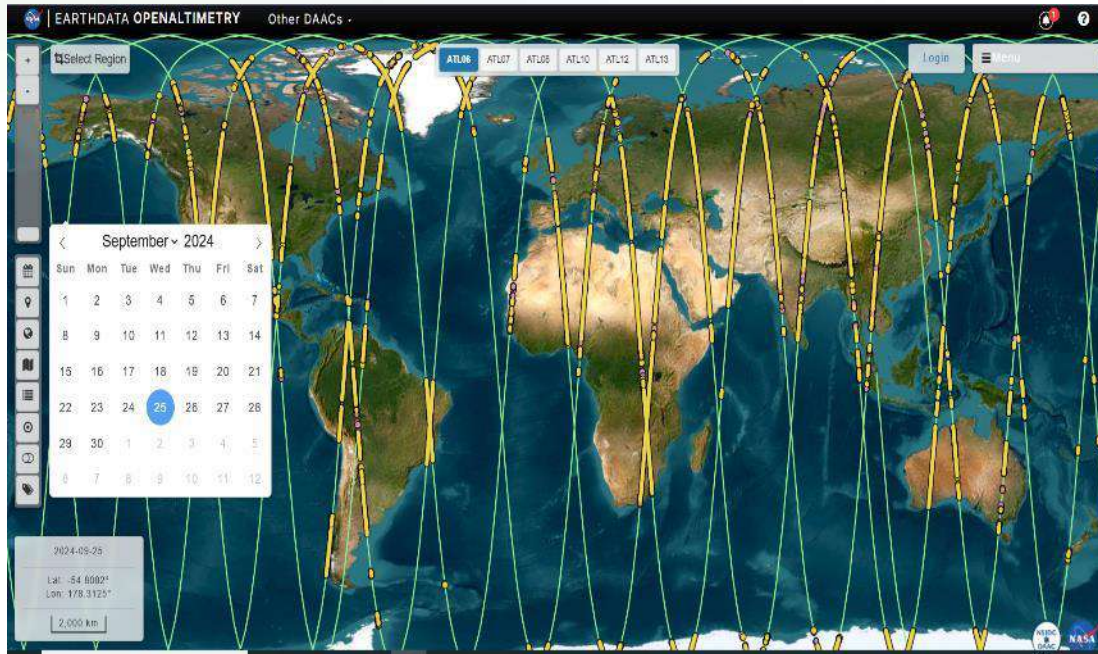 EARTHDATA OPENALTIMETRY Other DAACs 1 ?
+
Select Region ATL06 ATL07 ATL08 ATL10 ATL12 ATL13 Login Menu
-
September 2024
Sun Mon Tue Wed Thu Fri Sat
1 2 3 4 5 6 7
8 9 10 11 12 13 14
15 16 17 18 19 20 21
22 23 24 25 26 27 28
29 30 1 2 3 4 5
6 7 8 9 10 11 12
2024-09-25
Lat: -54.6092°
Lon: 178.3125°
2,000 km
NSIDC DAAC NASA